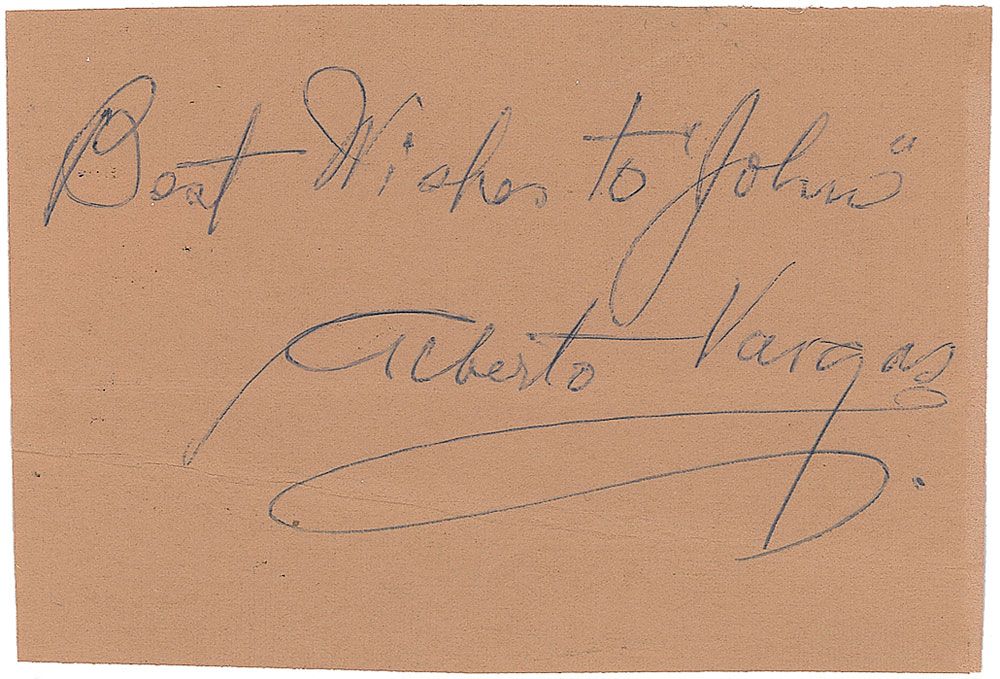 Best Wishes to "John"
Alberto Vargas.